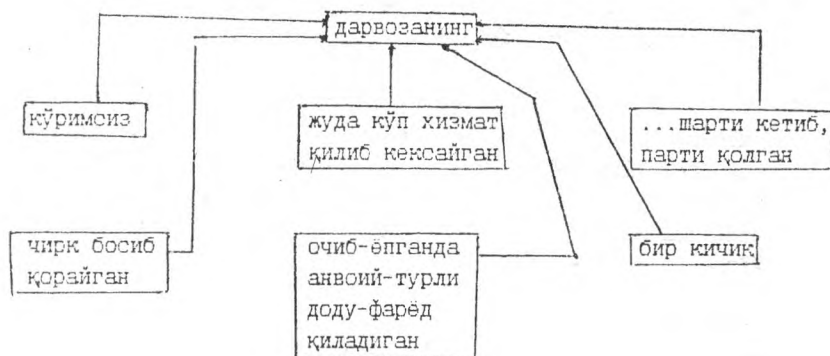 дарвозанинг
кўримсиз
жуда кўп хизмат
қилиб кексайган
...шарти кетиб,
парти қолган
чирк босиб
қорайган
очиб-ёпганда
анвоий-турли
доду-фарёд
қиладиган
бир кичик